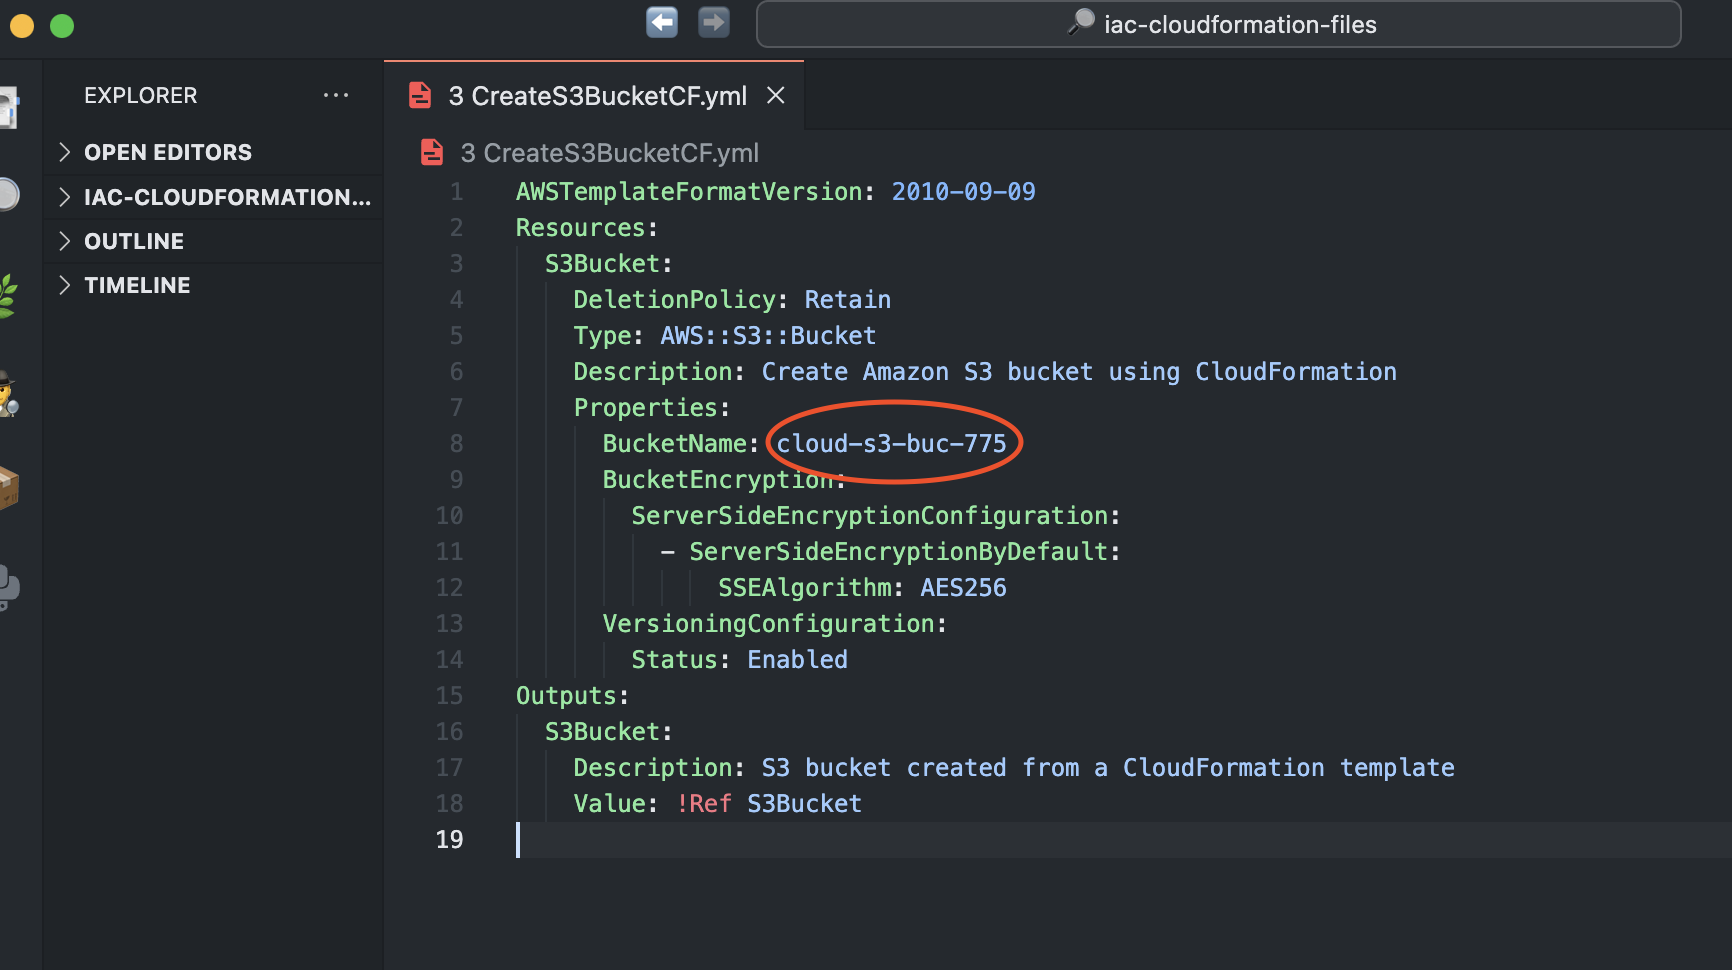 iac-cloudformation-files
EXPLORER
OPEN EDITORS
IAC-CLOUDFORMATION...
OUTLINE
TIMELINE
3 CreateS3BucketCF.yml
3 CreateS3BucketCF.yml
1 AWSTemplateFormatVersion: 2010-09-09
2 Resources:
3 S3Bucket:
4 DeletionPolicy: Retain
5 Type: AWS::S3::Bucket
6 Description: Create Amazon S3 bucket using CloudFormation
7 Properties:
8 BucketName: cloud-s3-buc-775
9 BucketEncryption:
10 ServerSideEncryptionConfiguration:
11 - ServerSideEncryptionByDefault:
12 SSEAlgorithm: AES256
13 VersioningConfiguration:
14 Status: Enabled
15 Outputs:
16 S3Bucket:
17 Description: S3 bucket created from a CloudFormation template
18 Value: !Ref S3Bucket
19